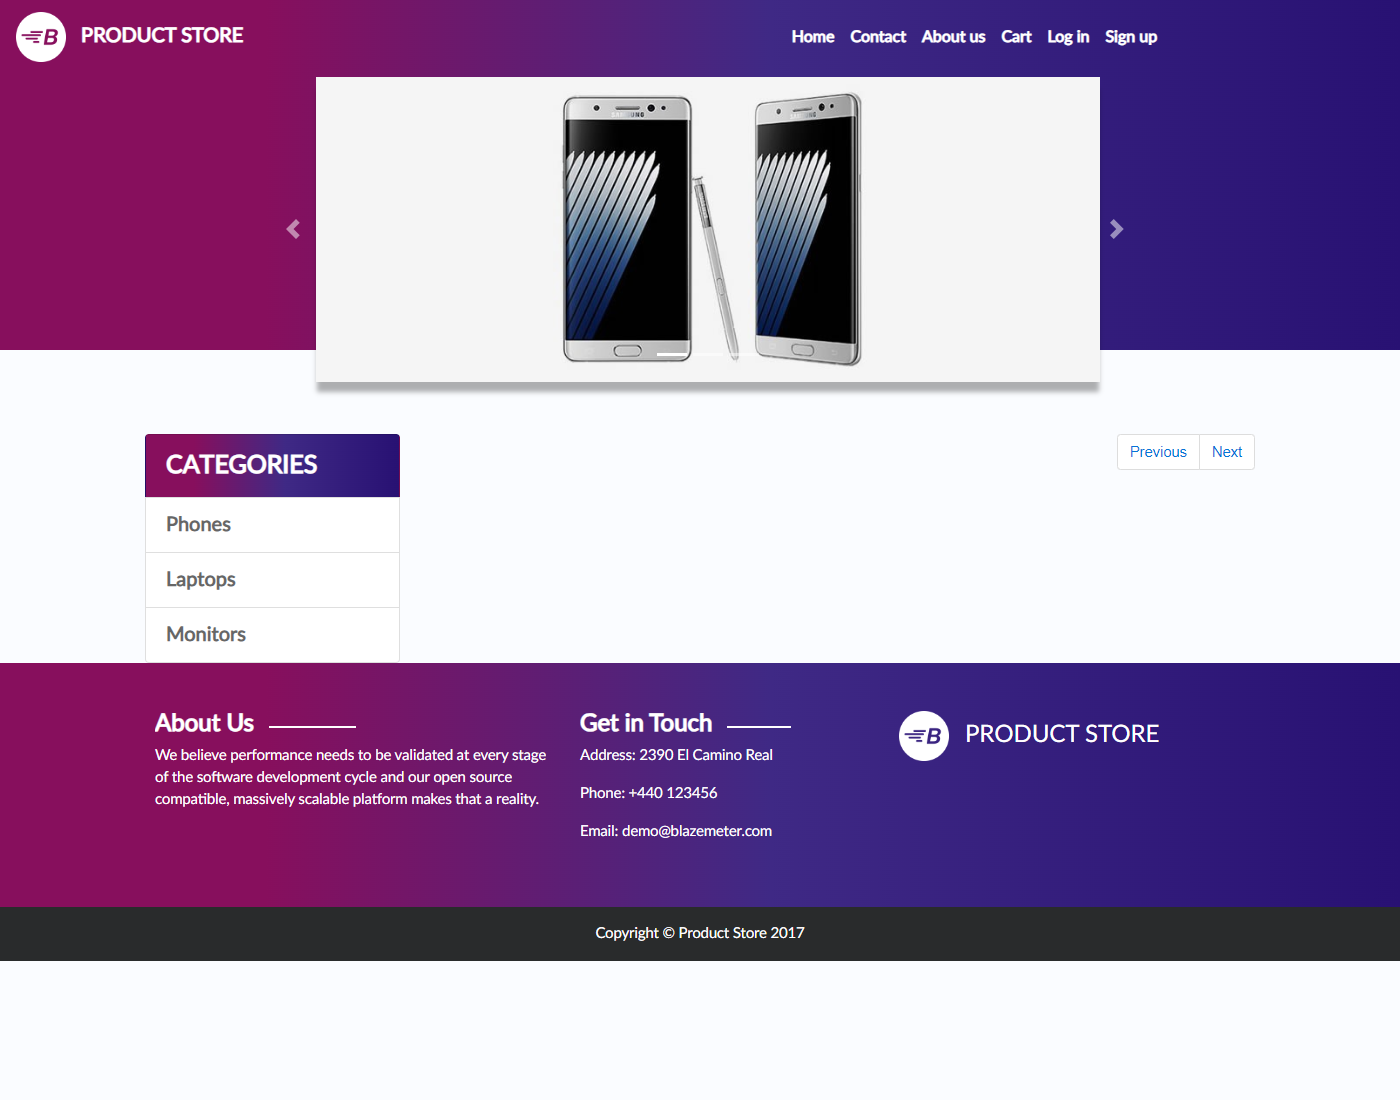 B PRODUCT STORE
Home Contact About us Cart Log in Sign up
SAMSUNG SAMSUNG
CATEGORIES
Previous Next
Phones
Laptops
Monitors
About Us
We believe performance needs to be validated at every stage
of the software development cycle and our open source
compatible, massively scalable platform makes that a reality.
Get in Touch
Address: 2390 El Camino Real
Phone: +440 123456
Email: demo@blazemeter.com
B PRODUCT STORE
Copyright © Product Store 2017